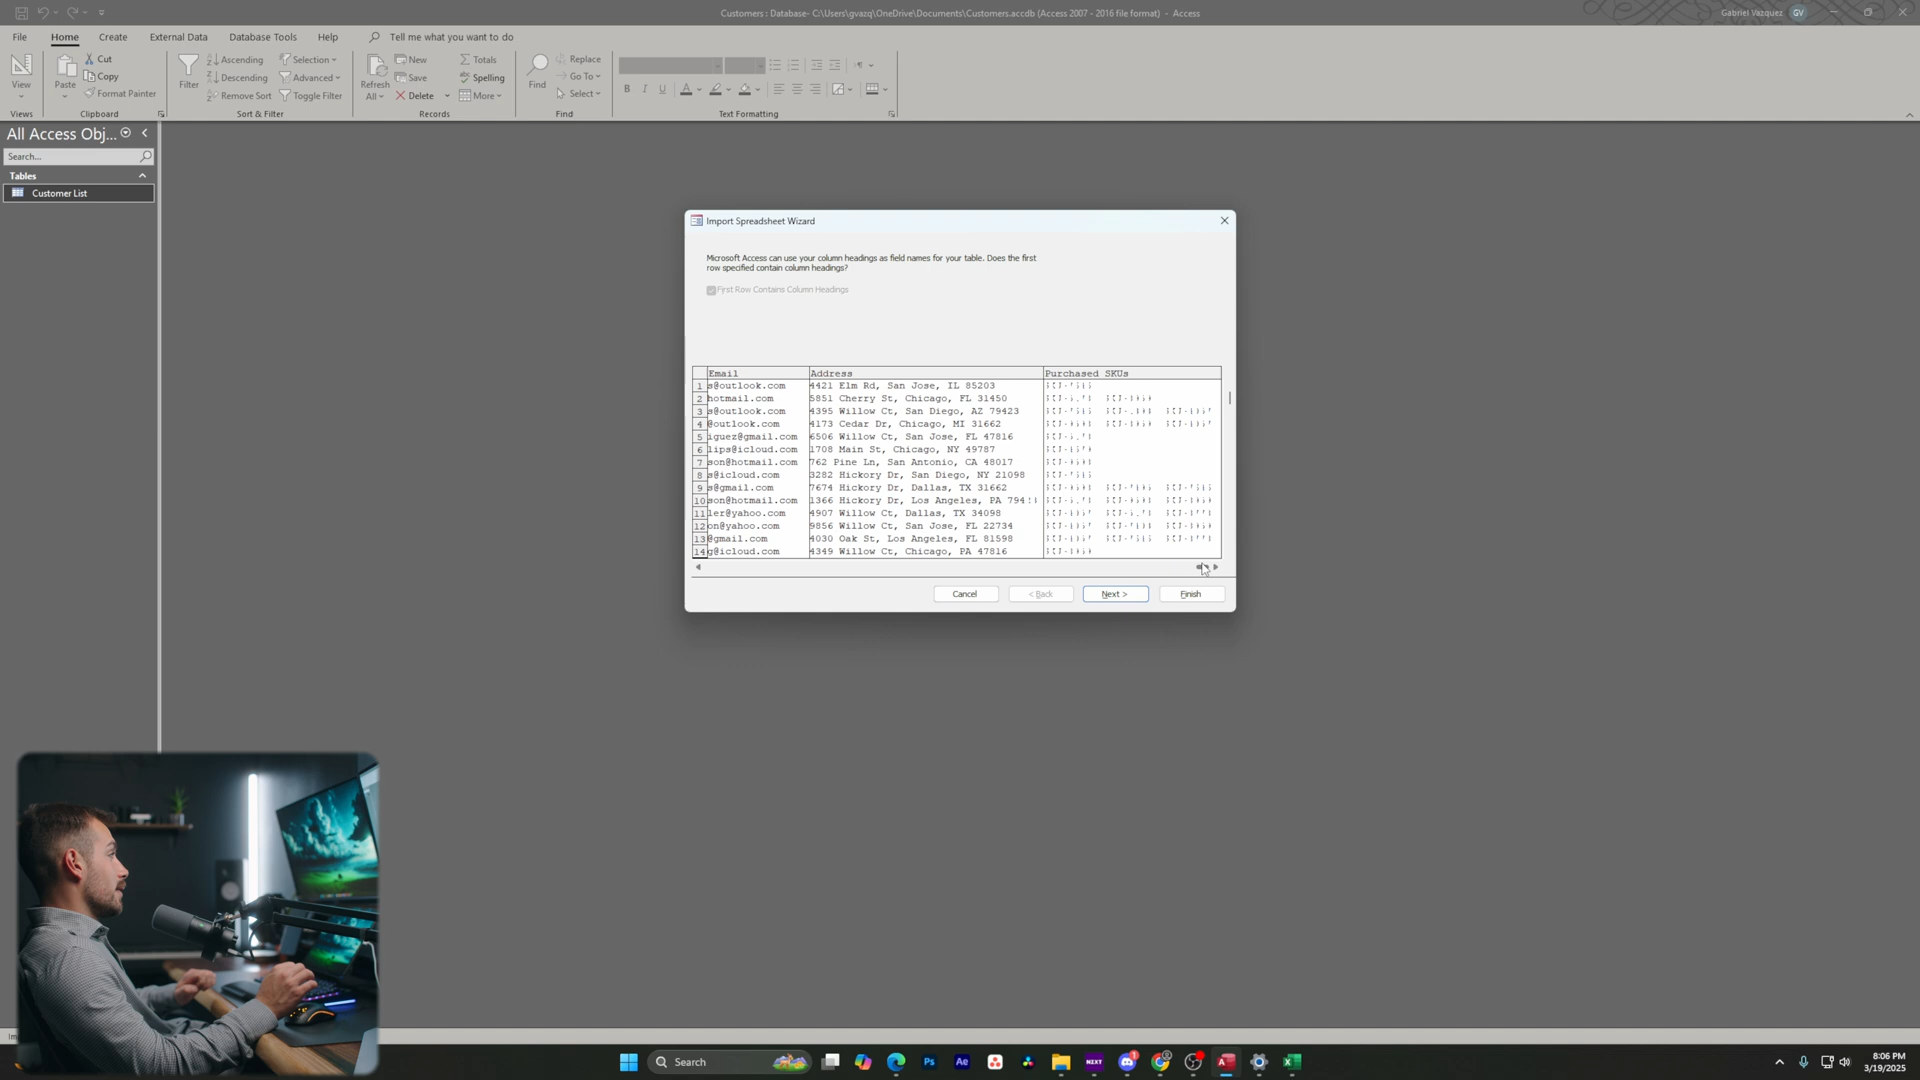 Customers : Database- C:\Users\gvazq\OneDrive\Documents\Customers.accdb (Access 2007 - 2016 file format) - Access
Gabriel Vazquez GV
File Home Create External Data Database Tools Help Tell me what you want to do
View
Views
Paste
Cut
Copy
Format Painter
Clipboard
Filter
Ascending
Descending
Remove Sort
Selection
Advanced
Toggle Filter
Sort & Filter
Refresh
All
New
Save
Delete
Totals
Spelling
More
Records
Find
Replace
Go To
Select
Find
B I U A
Text Formatting
All Access Obj...
Search...
Tables
Customer List
Import Spreadsheet Wizard
Microsoft Access can use your column headings as field names for your table. Does the first
row specified contain column headings?
First Row Contains Column Headings
Email Address Purchased SKUs
1 s@outlook.com 4421 Elm Rd, San Jose, IL 85203
2 hotmail.com 5851 Cherry St, Chicago, FL 31450
3 s@outlook.com 4395 Willow Ct, San Diego, AZ 79423
4 @outlook.com 4173 Cedar Dr, Chicago, MI 31662
5 iguez@gmail.com 6506 Willow Ct, San Jose, FL 47816
6 lips@icloud.com 1708 Main St, Chicago, NY 49787
7 son@hotmail.com 762 Pine Ln, San Antonio, CA 48017
8 s@icloud.com 3282 Hickory Dr, San Diego, NY 21098
9 s@gmail.com 7674 Hickory Dr, Dallas, TX 31662
10 son@hotmail.com 1366 Hickory Dr, Los Angeles, PA
11 ler@yahoo.com 4907 Willow Ct, Dallas, TX 34098
12 on@yahoo.com 9856 Willow Ct, San Jose, FL 22734
13 @gmail.com 4030 Oak St, Los Angeles, FL 81598
14 g@icloud.com 4349 Willow Ct, Chicago, PA 47816
Cancel < Back Next > Finish
Search
Ps Ae NEXT
8:06 PM
3/19/2025